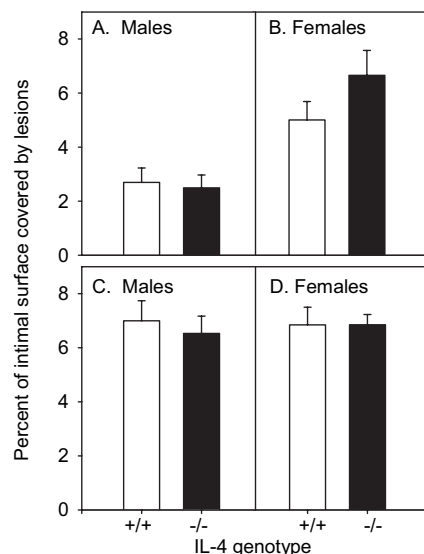 Percent of intimal surface covered by lesions
A. Males
B. Females
8
6
4
2
0
C. Males
D. Females
8
6
4
2
0
+/+
-/-
+/+
-/-
IL-4 genotype